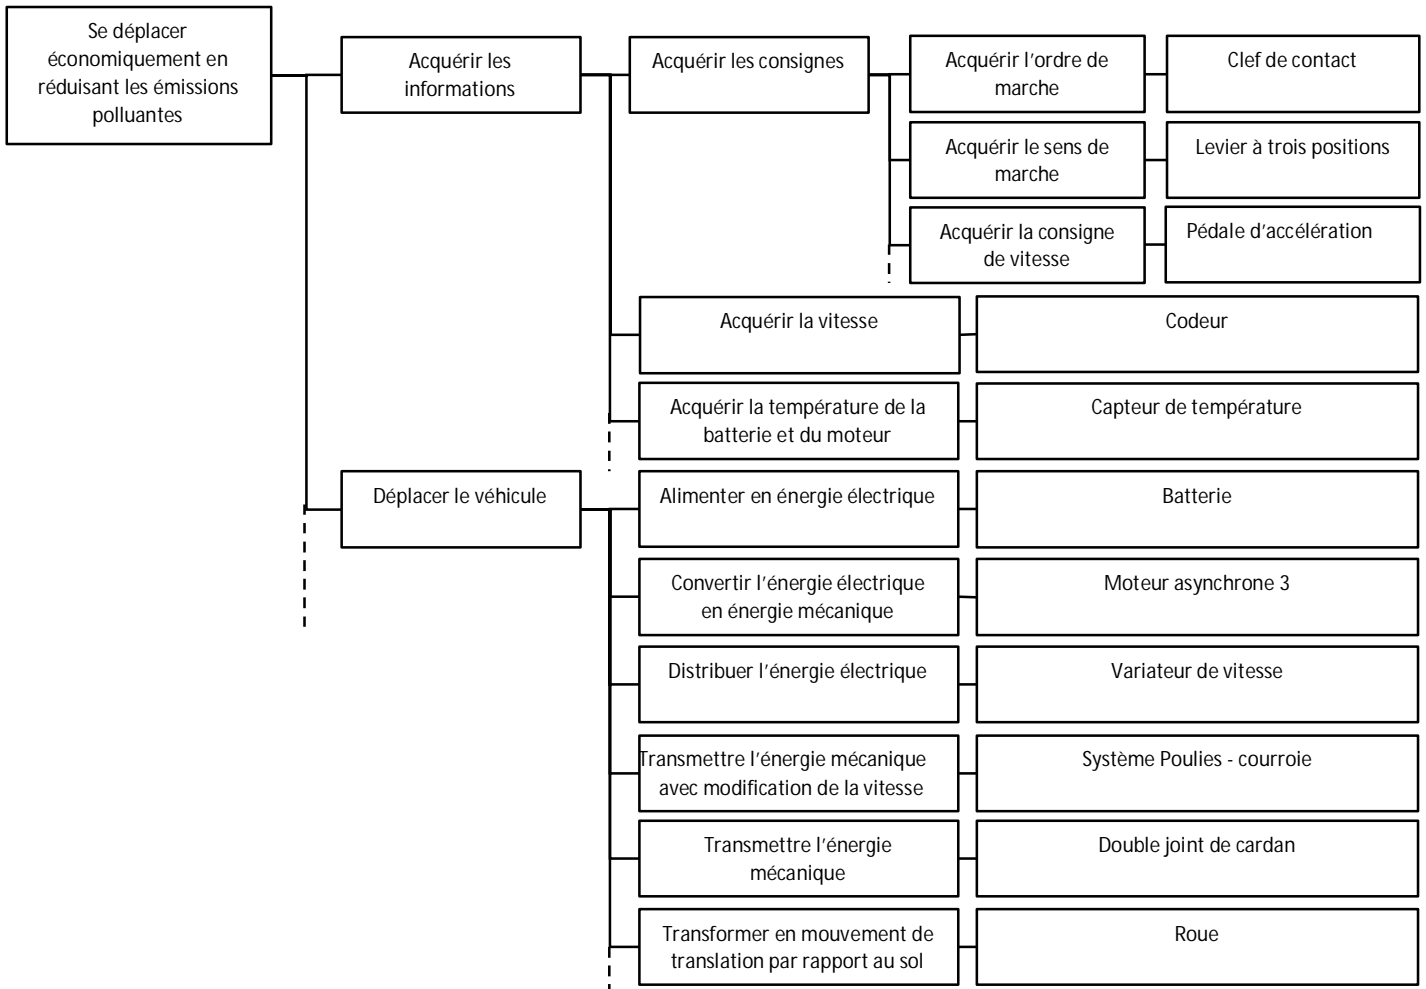 Se déplacer
économiquement en
réduisant les émissions
polluantes
Acquérir les
informations
Acquérir les consignes
Acquérir l'ordre de
marche
Clef de contact
Acquérir le sens de
marche
Levier à trois positions
Acquérir la consigne
de vitesse
Pédale d'accélération
Acquérir la vitesse
Codeur
Acquérir la température de la
batterie et du moteur
Capteur de température
Déplacer le véhicule
Alimenter en énergie électrique
Batterie
Convertir l'énergie électrique
en énergie mécanique
Moteur asynchrone 3
Distribuer l'énergie électrique
Variateur de vitesse
Transmettre l'énergie mécanique
avec modification de la vitesse
Système Poulies - courroie
Transmettre l'énergie
mécanique
Double joint de cardan
Transformer en mouvement de
translation par rapport au sol
Roue